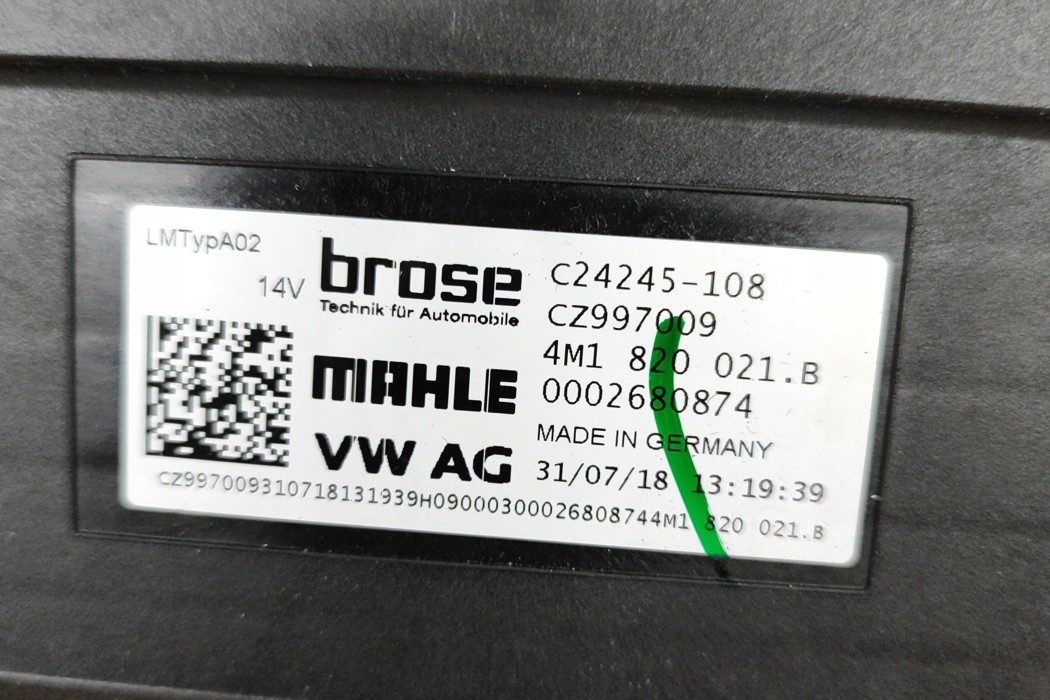 LMTypA02
14V
brose
Technik für Automobile
MAHLE
VW AG
C24245-108
CZ997009
4M1 820 021.B
0002680874
MADE IN GERMANY
31/07/18 13:19:39
CZ997009310718131939H09000300026808744M1 820 021.B